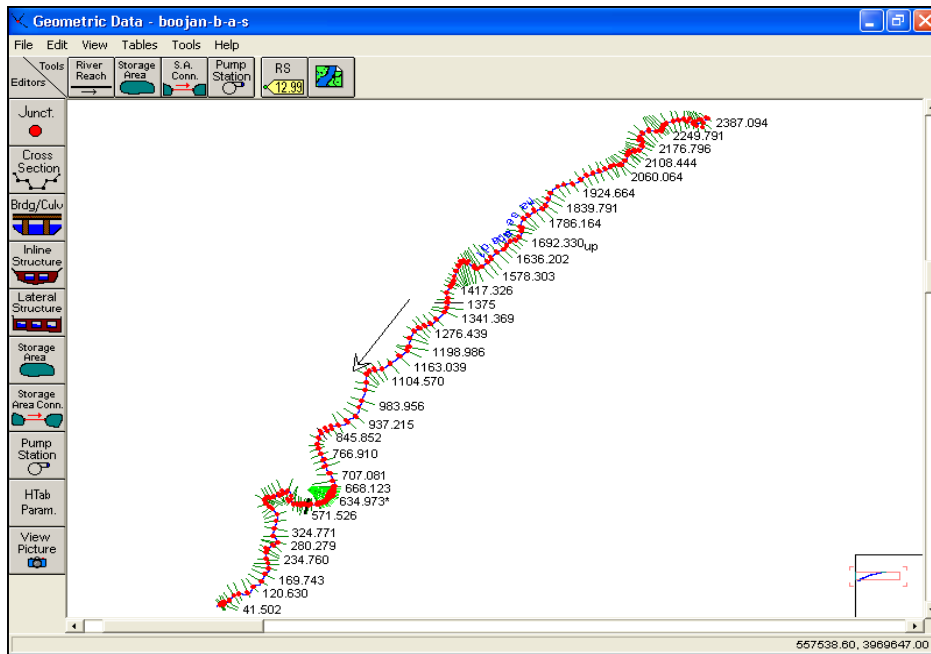 Geometric Data - boojan-b-a-s
File Edit View Tables Tools Help
Tools
Editors
River
Reach
Storage
Area
S.A.
Conn.
Pump
Station
RS
12.99
Junct.
Cross
Section
Brdg/Culv
Inline
Structure
Lateral
Structure
Storage
Area
Storage
Area Conn.
Pump
Station
HTab
Param.
View
Picture
2387.094
2249.791
2176.796
2108.444
2060.064
1924.664
1839.791
1786.164
1692.330up
1636.202
1578.303
1417.326
1375
1341.369
1276.439
1198.986
1163.039
1104.570
983.956
937.215
845.852
766.910
707.081
668.123
634.973*
571.526
324.771
280.279
234.760
169.743
120.630
41.502
557538.60, 3969647.00